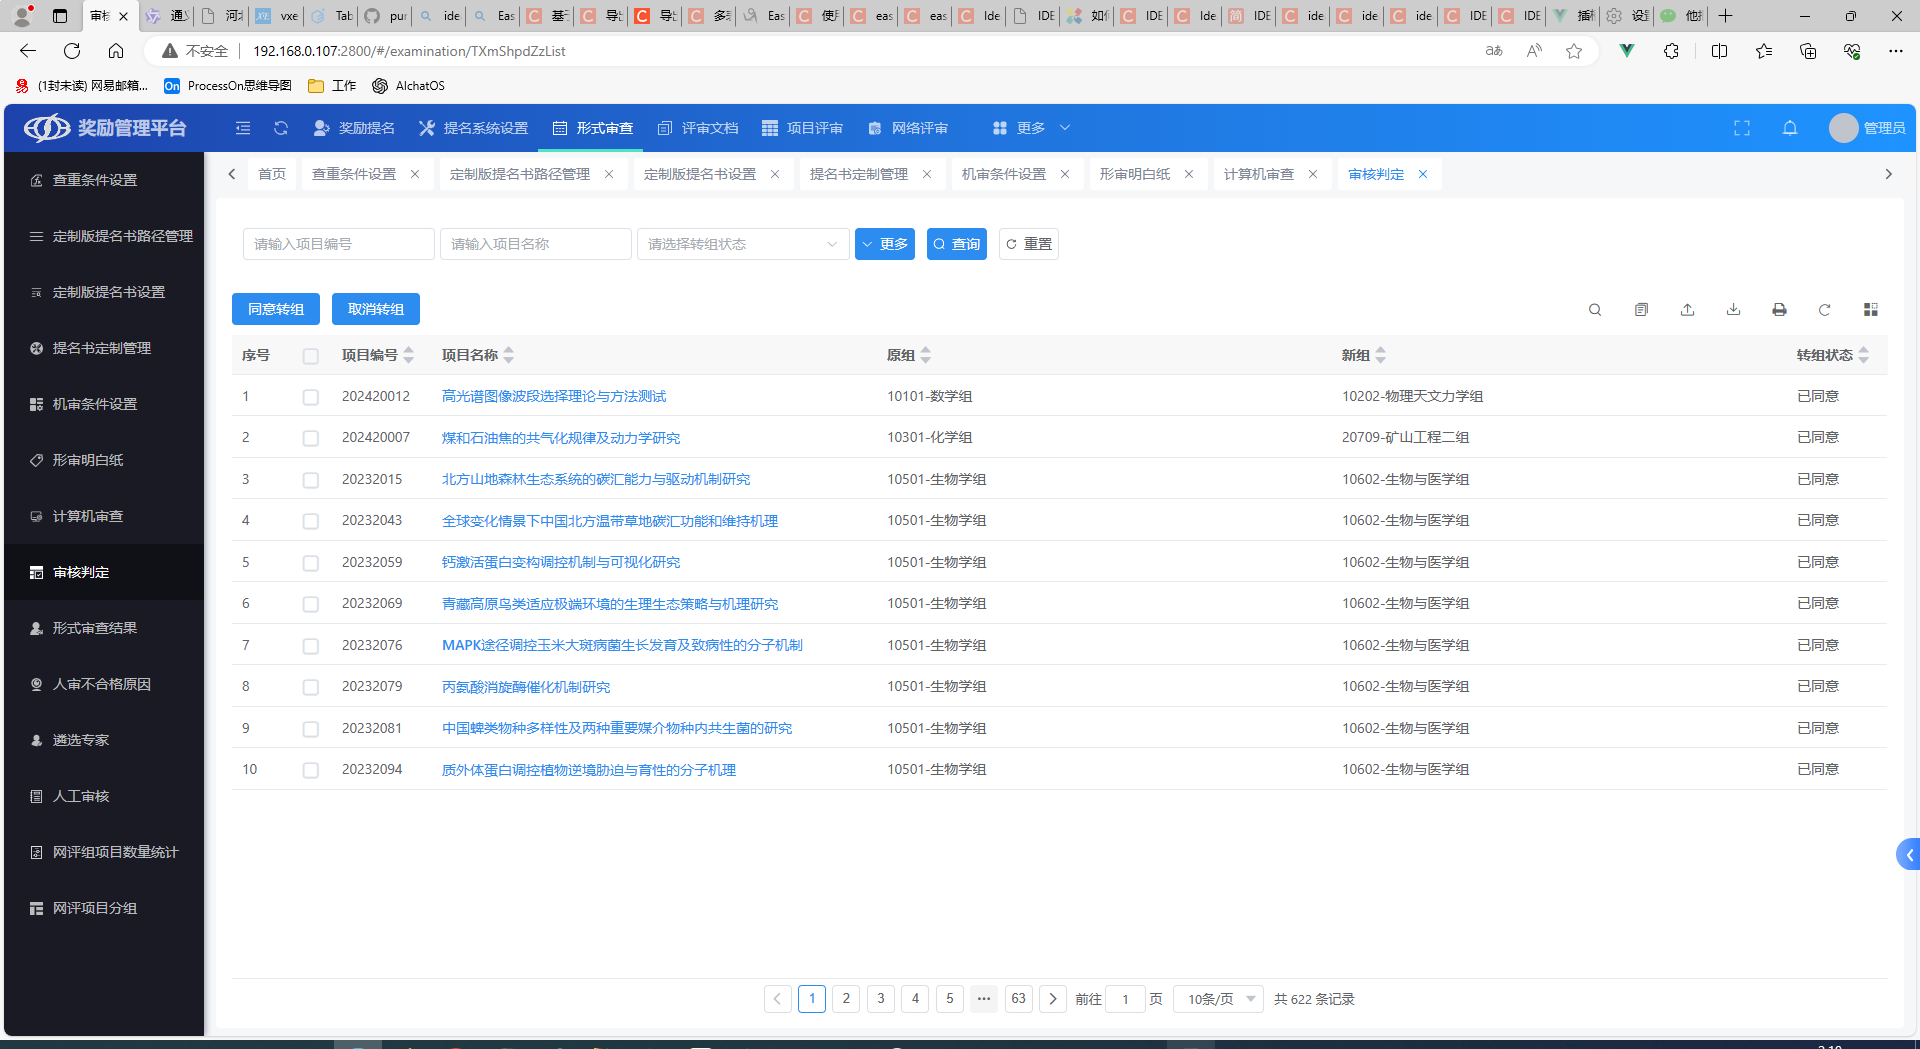 审核
通义
河北
vxe
Tab
pur
ide
Eas
基于
导出
导出
多表
Eas
使用
eas
eas
Ide
IDE
如何
IDE
Ide
IDE
ide
ide
ide
IDE
IDE
插件
设置
他把
不安全
192.168.0.107:2800/#/examination/TXmShpdZzList
(1封未读) 网易邮箱...
On ProcessOn思维导图
工作
AIchatOS
奖励管理平台
奖励提名
提名系统设置
形式审查
评审文档
项目评审
网络评审
更多
管理员
查重条件设置
定制版提名书路径管理
定制版提名书设置
提名书定制管理
机审条件设置
形审明白纸
计算机审查
审核判定
形式审查结果
人审不合格原因
遴选专家
人工审核
网评组项目数量统计
网评项目分组
首页
查重条件设置
定制版提名书路径管理
定制版提名书设置
提名书定制管理
机审条件设置
形审明白纸
计算机审查
审核判定
请输入项目编号
请输入项目名称
请选择转组状态
更多
查询
重置
同意转组
取消转组
序号 项目编号 项目名称 原组 新组 转组状态
1 202420012 高光谱图像波段选择理论与方法测试 10101-数学组 10202-物理天文力学组 已同意
2 202420007 煤和石油焦的共气化规律及动力学研究 10301-化学组 20709-矿山工程二组 已同意
3 20232015 北方山地森林生态系统的碳汇能力与驱动机制研究 10501-生物学组 10602-生物与医学组 已同意
4 20232043 全球变化情景下中国北方温带草地碳汇功能和维持机理 10501-生物学组 10602-生物与医学组 已同意
5 20232059 钙激活蛋白变构调控机制与可视化研究 10501-生物学组 10602-生物与医学组 已同意
6 20232069 青藏高原鸟类适应极端环境的生理生态策略与机理研究 10501-生物学组 10602-生物与医学组 已同意
7 20232076 MAPK途径调控玉米大斑病菌生长发育及致病性的分子机制 10501-生物学组 10602-生物与医学组 已同意
8 20232079 丙氨酸消旋酶催化机制研究 10501-生物学组 10602-生物与医学组 已同意
9 20232081 中国蜱类物种多样性及两种重要媒介物种内共生菌的研究 10501-生物学组 10602-生物与医学组 已同意
10 20232094 质外体蛋白调控植物逆境胁迫与育性的分子机理 10501-生物学组 10602-生物与医学组 已同意
1 2 3 4 5 ••• 63 前往 1 页 10条/页 共 622 条记录